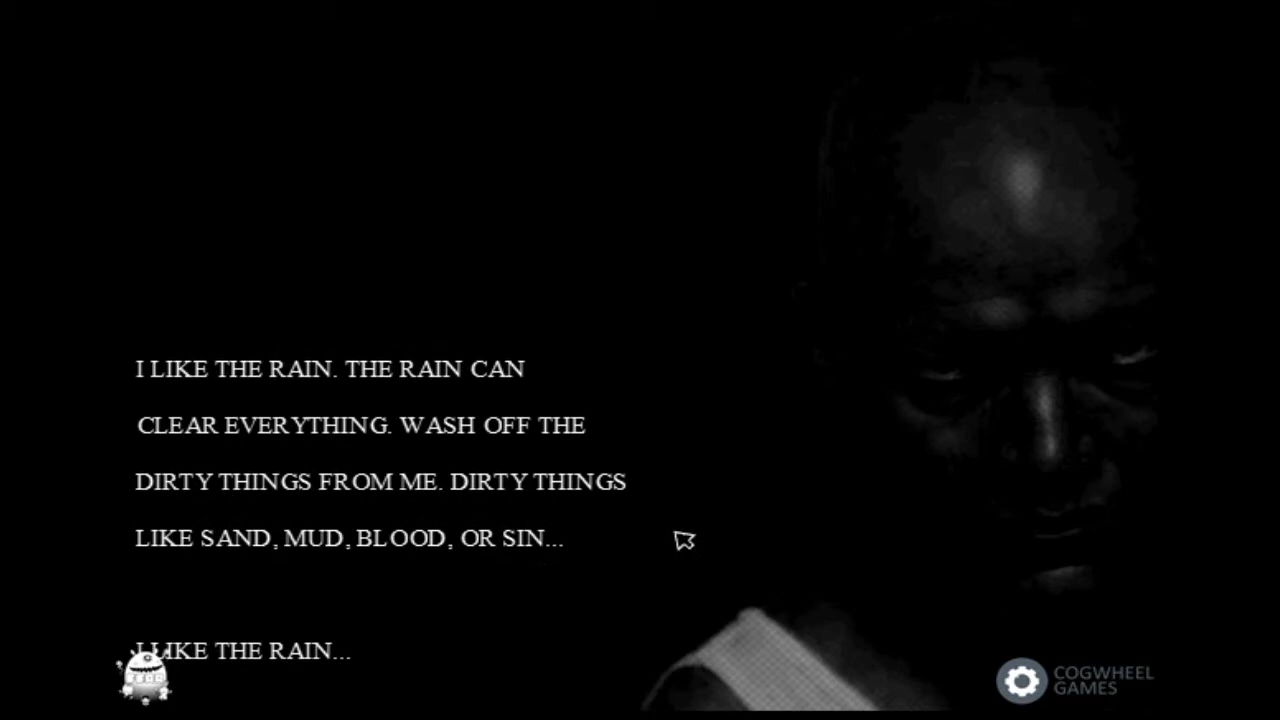 I LIKE THE RAIN. THE RAIN CAN
CLEAR EVERYTHING. WASH OFF THE
DIRTY THINGS FROM ME. DIRTY THINGS
LIKE SAND, MUD, BLOOD, OR SIN...
I LIKE THE RAIN...
COGWHEEL
GAMES